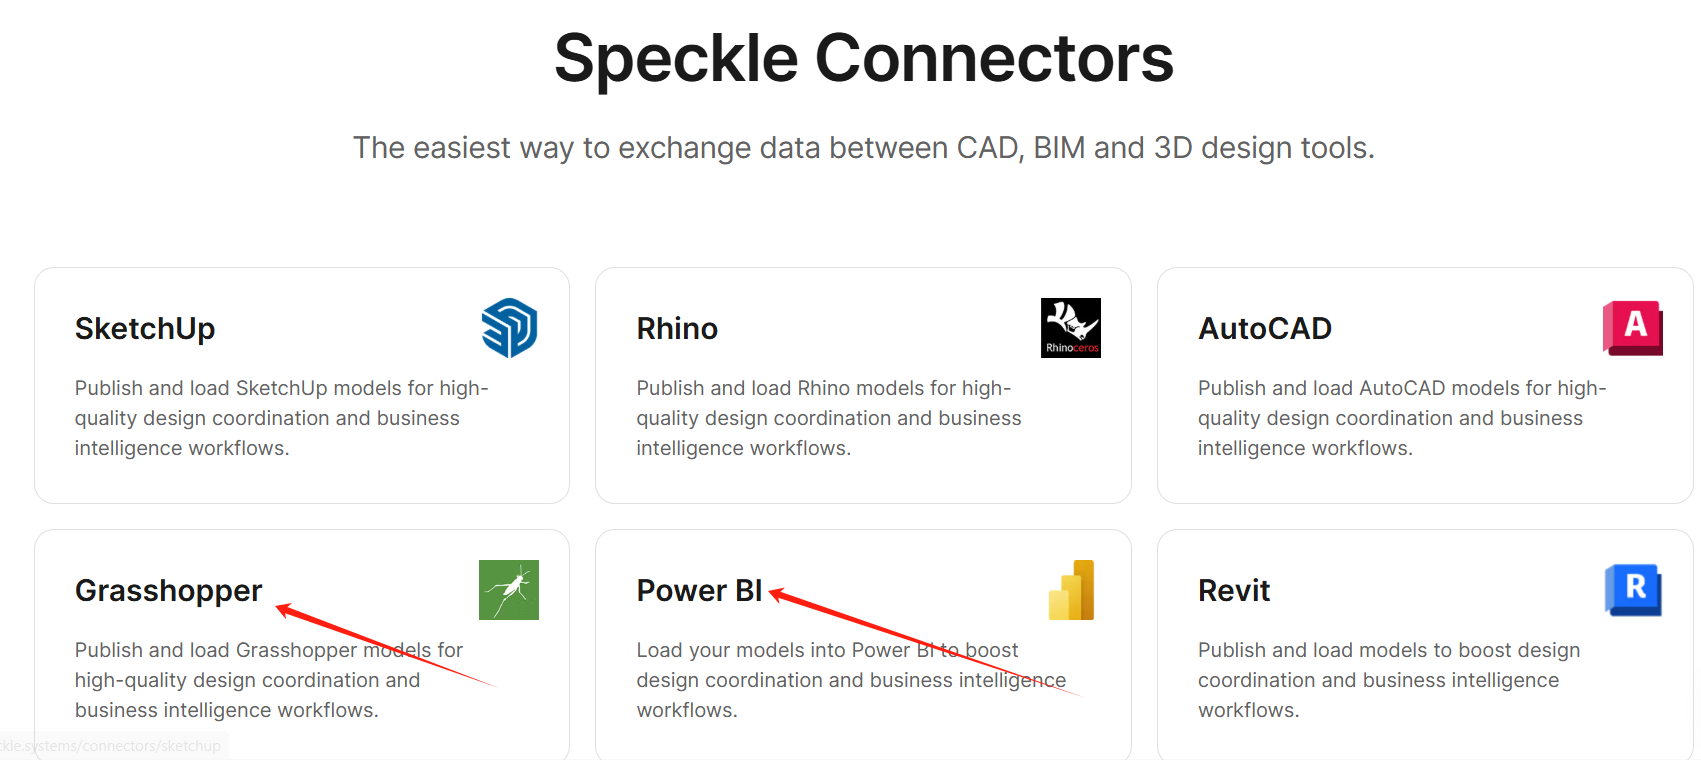 Speckle Connectors
The easiest way to exchange data between CAD, BIM and 3D design tools.
SketchUp
Publish and load SketchUp models for high-
quality design coordination and business
intelligence workflows.
Rhino
Rhinoceros
Publish and load Rhino models for high-
quality design coordination and business
intelligence workflows.
AutoCAD
A
Publish and load AutoCAD models for high-
quality design coordination and business
intelligence workflows.
Grasshopper
Publish and load Grasshopper models for
high-quality design coordination and
business intelligence workflows.
Power BI
Load your models into Power BI to boost
design coordination and business intelligence
workflows.
Revit
R
Publish and load models to boost design
coordination and business intelligence
workflows.
ckle.systems/connectors/sketchup